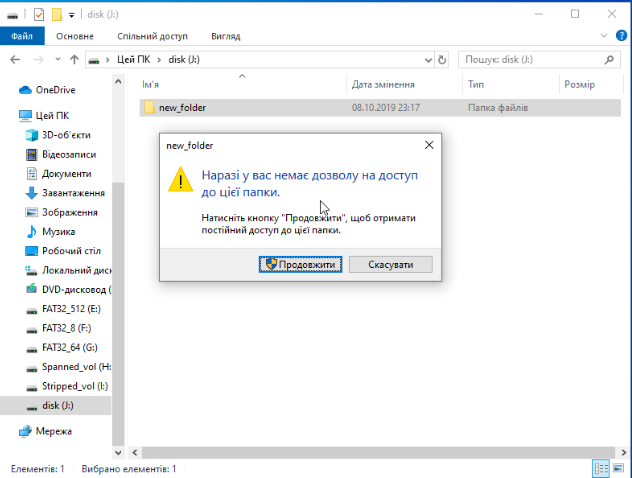 disk (J:)
Файл Основне Спільний доступ Вигляд
Цей ПК disk (J:) Пошук: disk (J:)
Ім'я Дата змінення Тип Розмір
new_folder 08.10.2019 23:17 Папка файлів
OneDrive
Цей ПК
3D-об'єкти
Відеозаписи
Документи
Завантаження
Зображення
Музика
Робочий стіл
Локальний диск
DVD-дисковод (
FAT32_512 (E:)
FAT32_8 (F:)
FAT32_64 (G:)
Spanned_vol (H:
Stripped_vol (I:)
disk (J:)
Мережа
new_folder
Наразі у вас немає дозволу на доступ
до цієї папки.
Натисніть кнопку "Продовжити", щоб отримати
постійний доступ до цієї папки.
Продовжити Скасувати
Елементів: 1 Вибрано елементів: 1